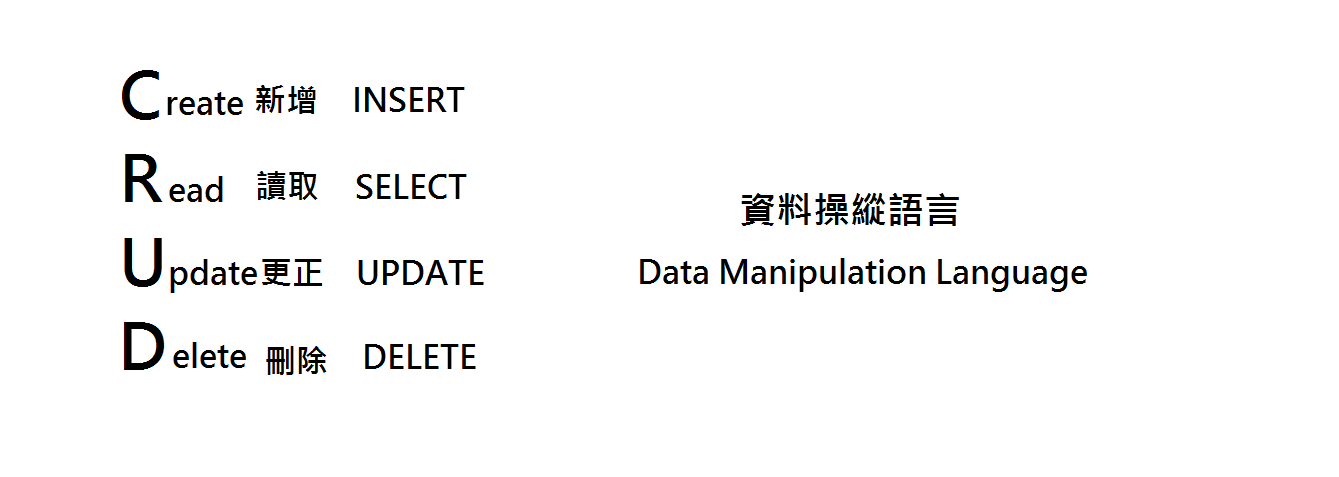 Create 新增 INSERT
Read 讀取 SELECT
Update 更正 UPDATE
Delete 刪除 DELETE
資料操縱語言
Data Manipulation Language